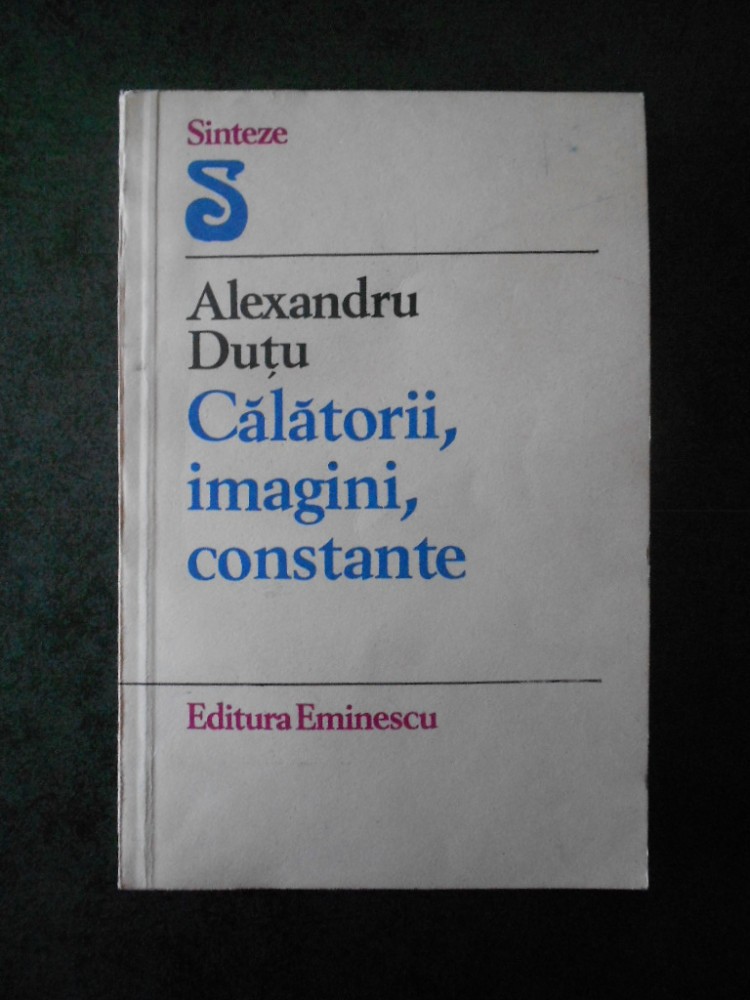 Sinteze
S
Alexandru
Duțu
Călătorii,
imagini,
constante
Editura Eminescu